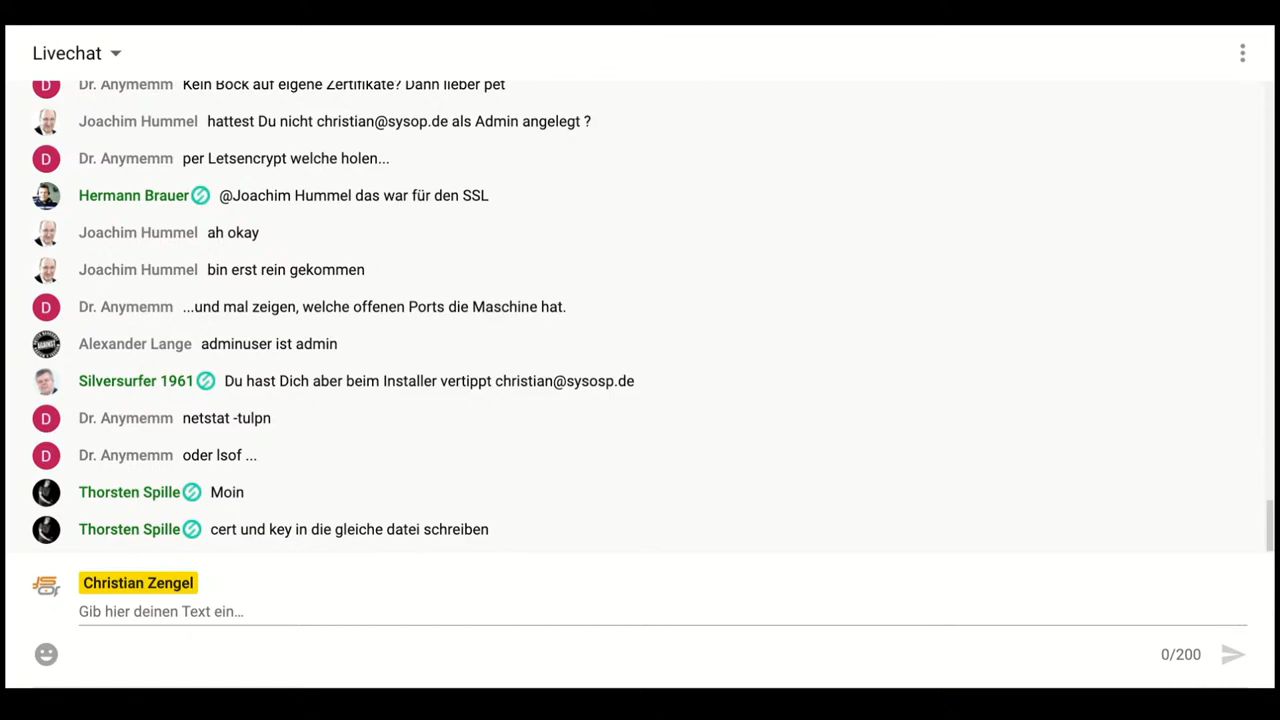 Livechat
Dr. Anymemm Kein Bock auf eigene Zertifikate? Dann lieber pet
Joachim Hummel hattest Du nicht christian@sysop.de als Admin angelegt ?
D Dr. Anymemm per Letsencrypt welche holen...
Hermann Brauer @Joachim Hummel das war für den SSL
Joachim Hummel ah okay
Joachim Hummel bin erst rein gekommen
D Dr. Anymemm ...und mal zeigen, welche offenen Ports die Maschine hat.
Alexander Lange adminuser ist admin
Silversurfer 1961 Du hast Dich aber beim Installer vertippt christian@sysosp.de
D Dr. Anymemm netstat -tulpn
D Dr. Anymemm oder lsof ...
Thorsten Spille Moin
Thorsten Spille cert und key in die gleiche datei schreiben
Christian Zengel
Gib hier deinen Text ein...
0/200